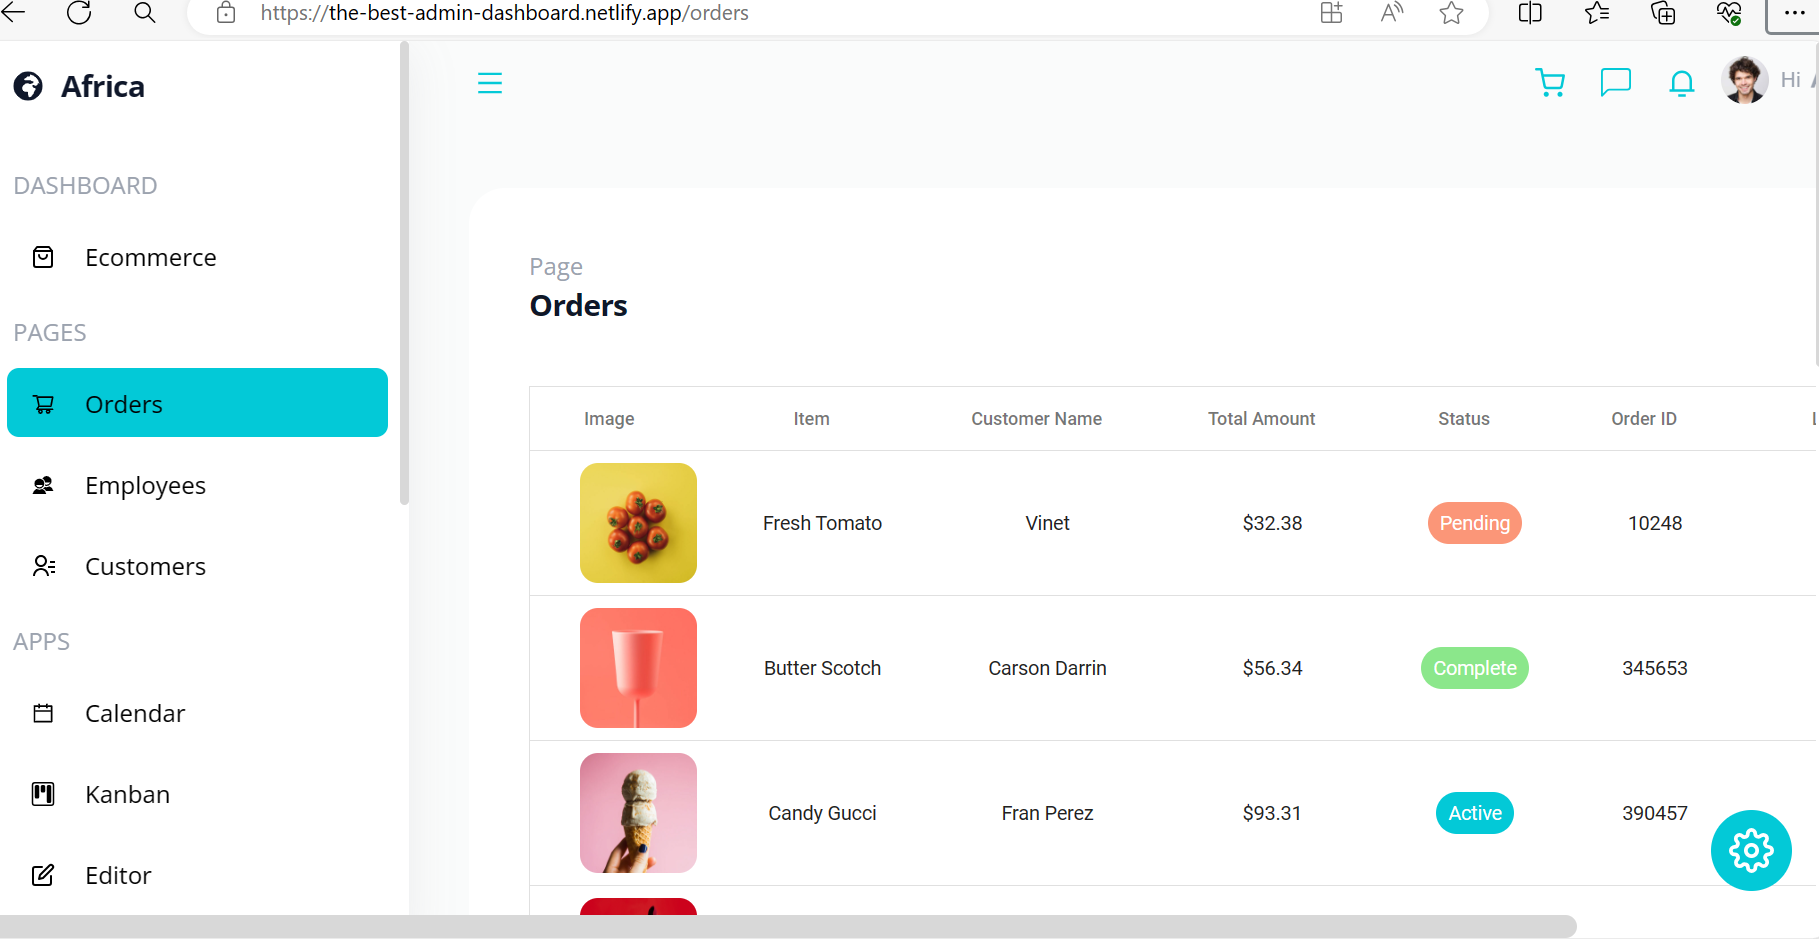 https://the-best-admin-dashboard.netlify.app/orders
Africa
Hi
DASHBOARD
Ecommerce
PAGES
Orders
Employees
Customers
APPS
Calendar
Kanban
Editor
Page
Orders
Image Item Customer Name Total Amount Status Order ID
Fresh Tomato Vinet $32.38 Pending 10248
Butter Scotch Carson Darrin $56.34 Complete 345653
Candy Gucci Fran Perez $93.31 Active 390457